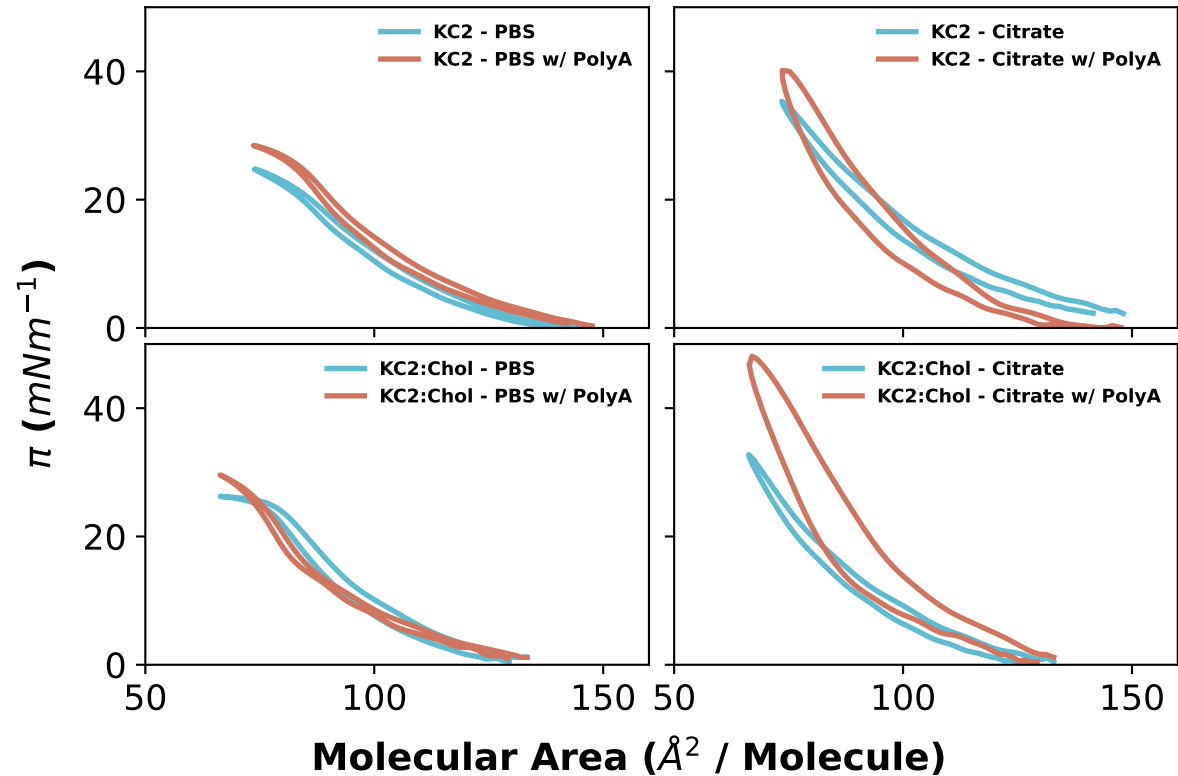 KC2 - PBS
KC2 - PBS w/ PolyA
KC2 - Citrate
KC2 - Citrate w/ PolyA
40
20
0
KC2:Chol - PBS
KC2:Chol - PBS w/ PolyA
KC2:Chol - Citrate
KC2:Chol - Citrate w/ PolyA
40
20
0
50
100
150
50
100
150
π (mNm⁻¹)
Molecular Area (Å² / Molecule)